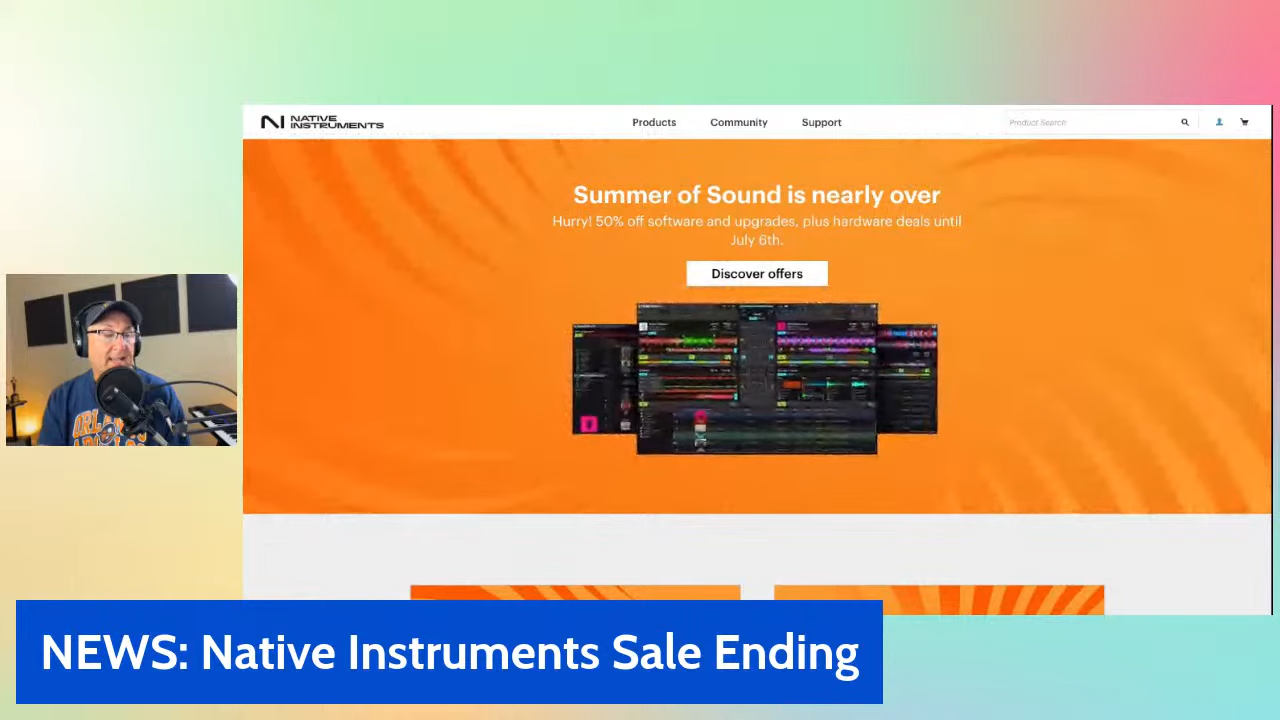 NATIVE
INSTRUMENTS
Products
Community
Support
Product Search
Summer of Sound is nearly over
Hurry! 50% off software and upgrades, plus hardware deals until
July 6th.
Discover offers
NEWS: Native Instruments Sale Ending